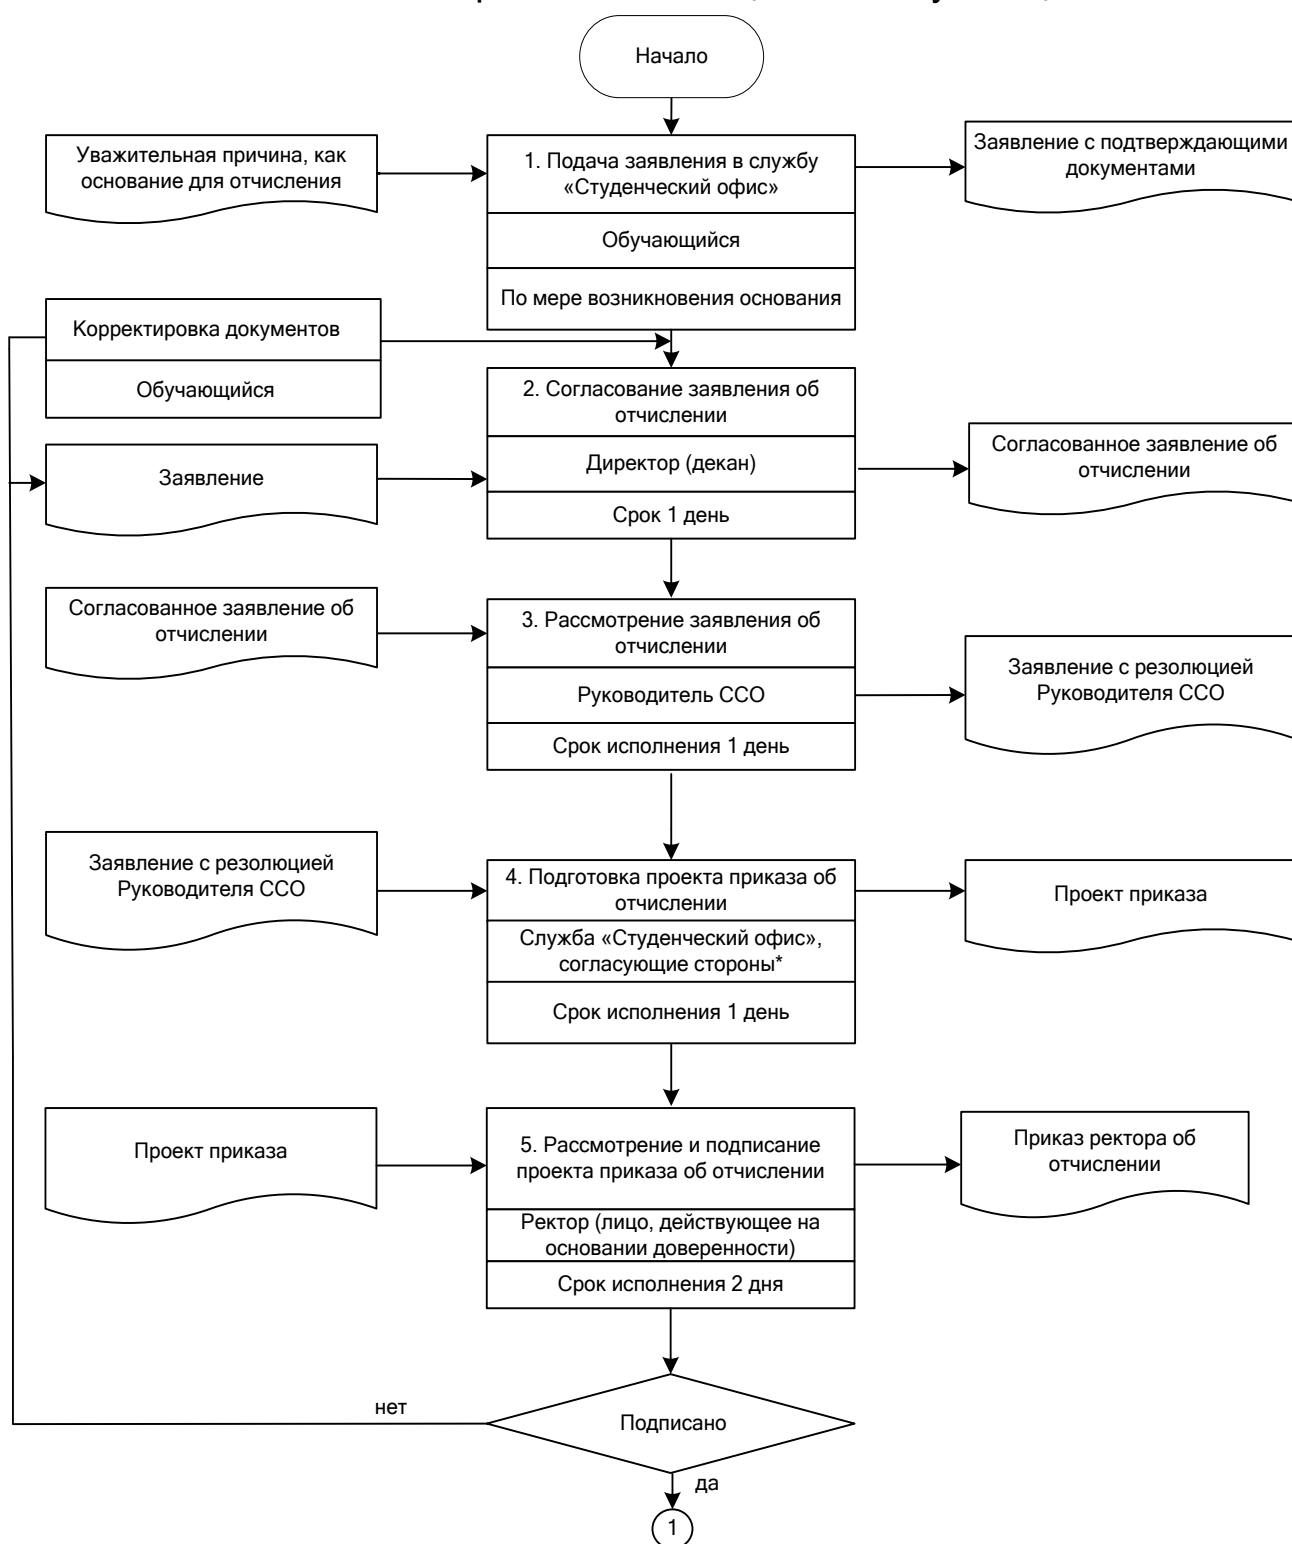 Начало
Уважительная причина, как
основание для отчисления
1. Подача заявления в службу
«Студенческий офис»
Обучающийся
По мере возникновения основания
Заявление с подтверждающими
документами
Корректировка документов
Обучающийся
Заявление
2. Согласование заявления об
отчислении
Директор (декан)
Срок 1 день
Согласованное заявление об
отчислении
Согласованное заявление об
отчислении
3. Рассмотрение заявления об
отчислении
Руководитель ССО
Срок исполнения 1 день
Заявление с резолюцией
Руководителя ССО
Заявление с резолюцией
Руководителя ССО
4. Подготовка проекта приказа об
отчислении
Служба «Студенческий офис»,
согласующие стороны*
Срок исполнения 1 день
Проект приказа
Проект приказа
5. Рассмотрение и подписание
проекта приказа об отчислении
Ректор (лицо, действующее на
основании доверенности)
Срок исполнения 2 дня
Приказ ректора об
отчислении
нет
Подписано
да
1